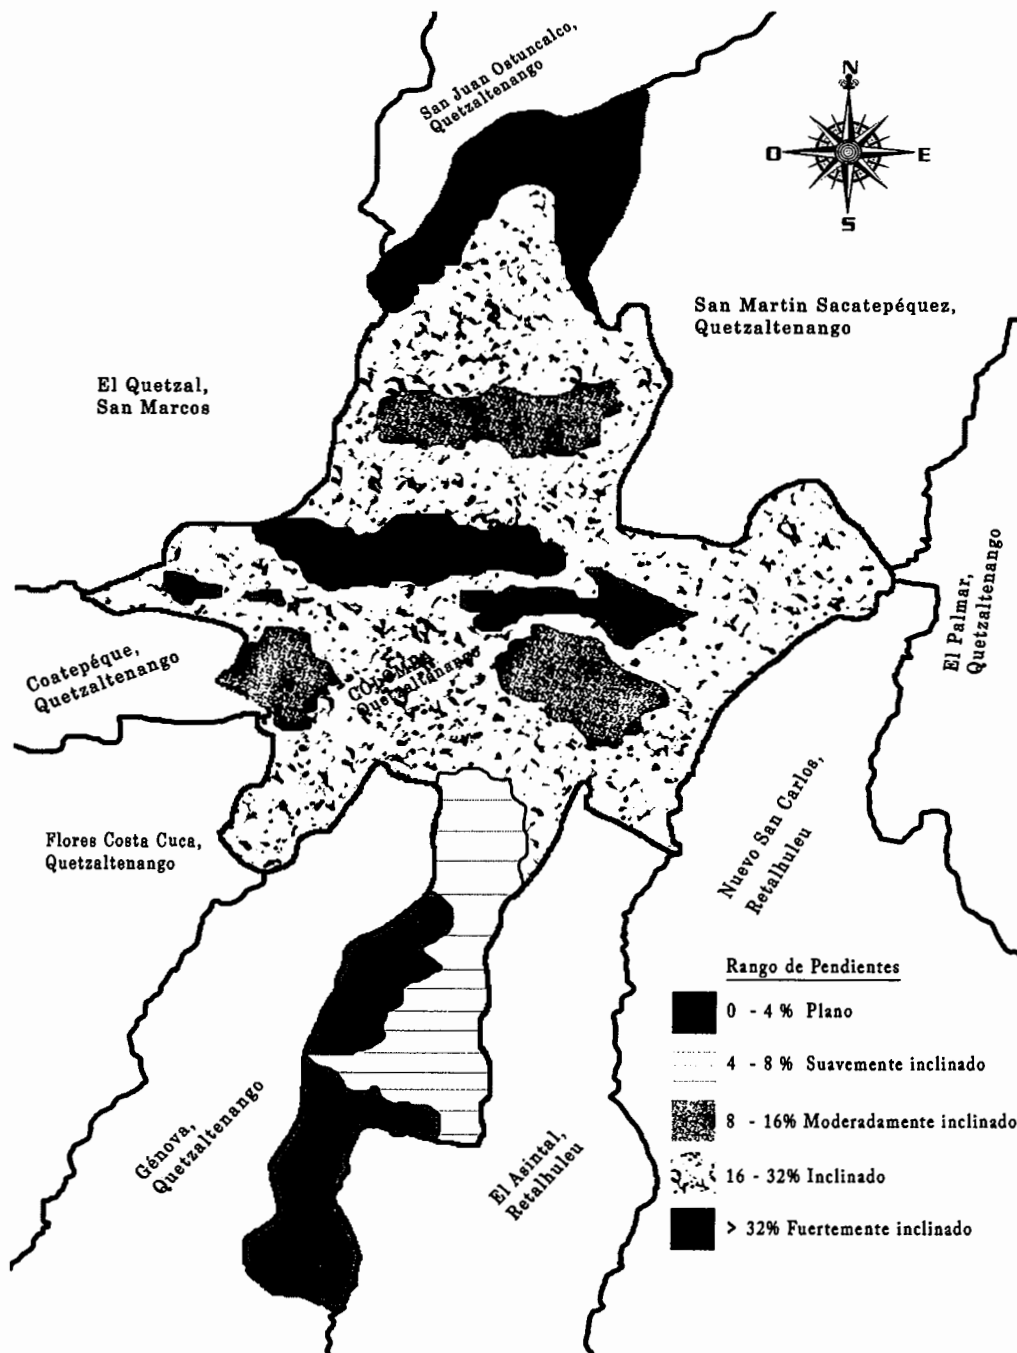 San Juan Ostuncalco,
Quetzaltenango
N
O
E
S
San Martin Sacatepéquez,
Quetzaltenango
El Quetzal,
San Marcos
El Palmar,
Quetzaltenango
Coatepéque,
Quetzaltenango
COLOMBA
Quetzaltenango
Flores Costa Cuca,
Quetzaltenango
Nuevo San Carlos,
Retalhuleu
Génova,
Quetzaltenango
El Asintal,
Retalhuleu
Rango de Pendientes
0 - 4 % Plano
4 - 8 % Suavemente inclinado
8 - 16% Moderadamente inclinado
16 - 32% Inclinado
> 32% Fuertemente inclinado